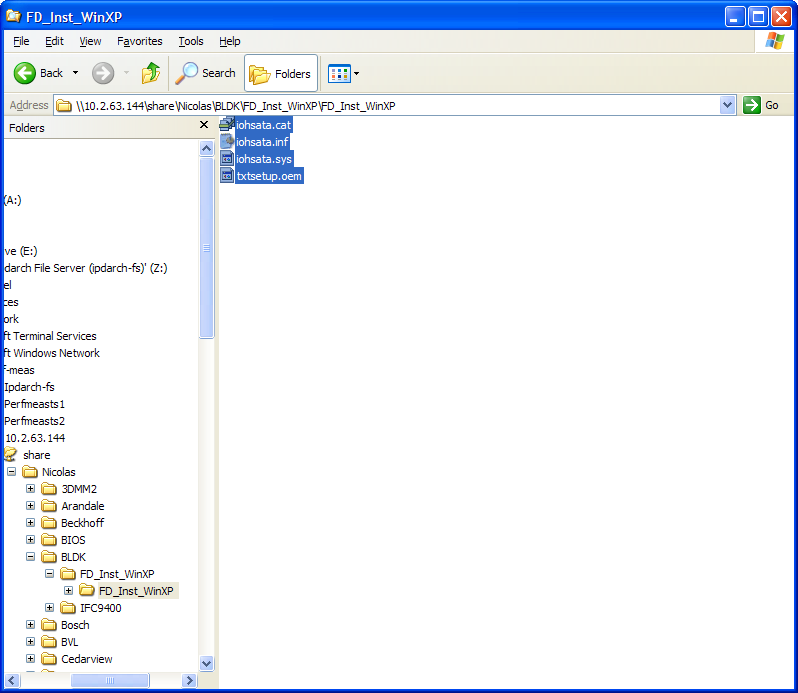 FD_Inst_WinXP
File Edit View Favorites Tools Help
Back Search Folders
Address \\10.2.63.144\share\Nicolas\BLDK\FD_Inst_WinXP\FD_Inst_WinXP Go
Folders
iohsata.cat
iohsata.inf
iohsata.sys
txtsetup.oem
(A:)
ve (E:)
darch File Server (ipdarch-fs)' (Z:)
el
ces
ork
ft Terminal Services
ft Windows Network
f-meas
Ipdarch-fs
Perfmeasts1
Perfmeasts2
10.2.63.144
share
Nicolas
3DMM2
Arandale
Beckhoff
BIOS
BLDK
FD_Inst_WinXP
FD_Inst_WinXP
IFC9400
Bosch
BVL
Cedarview